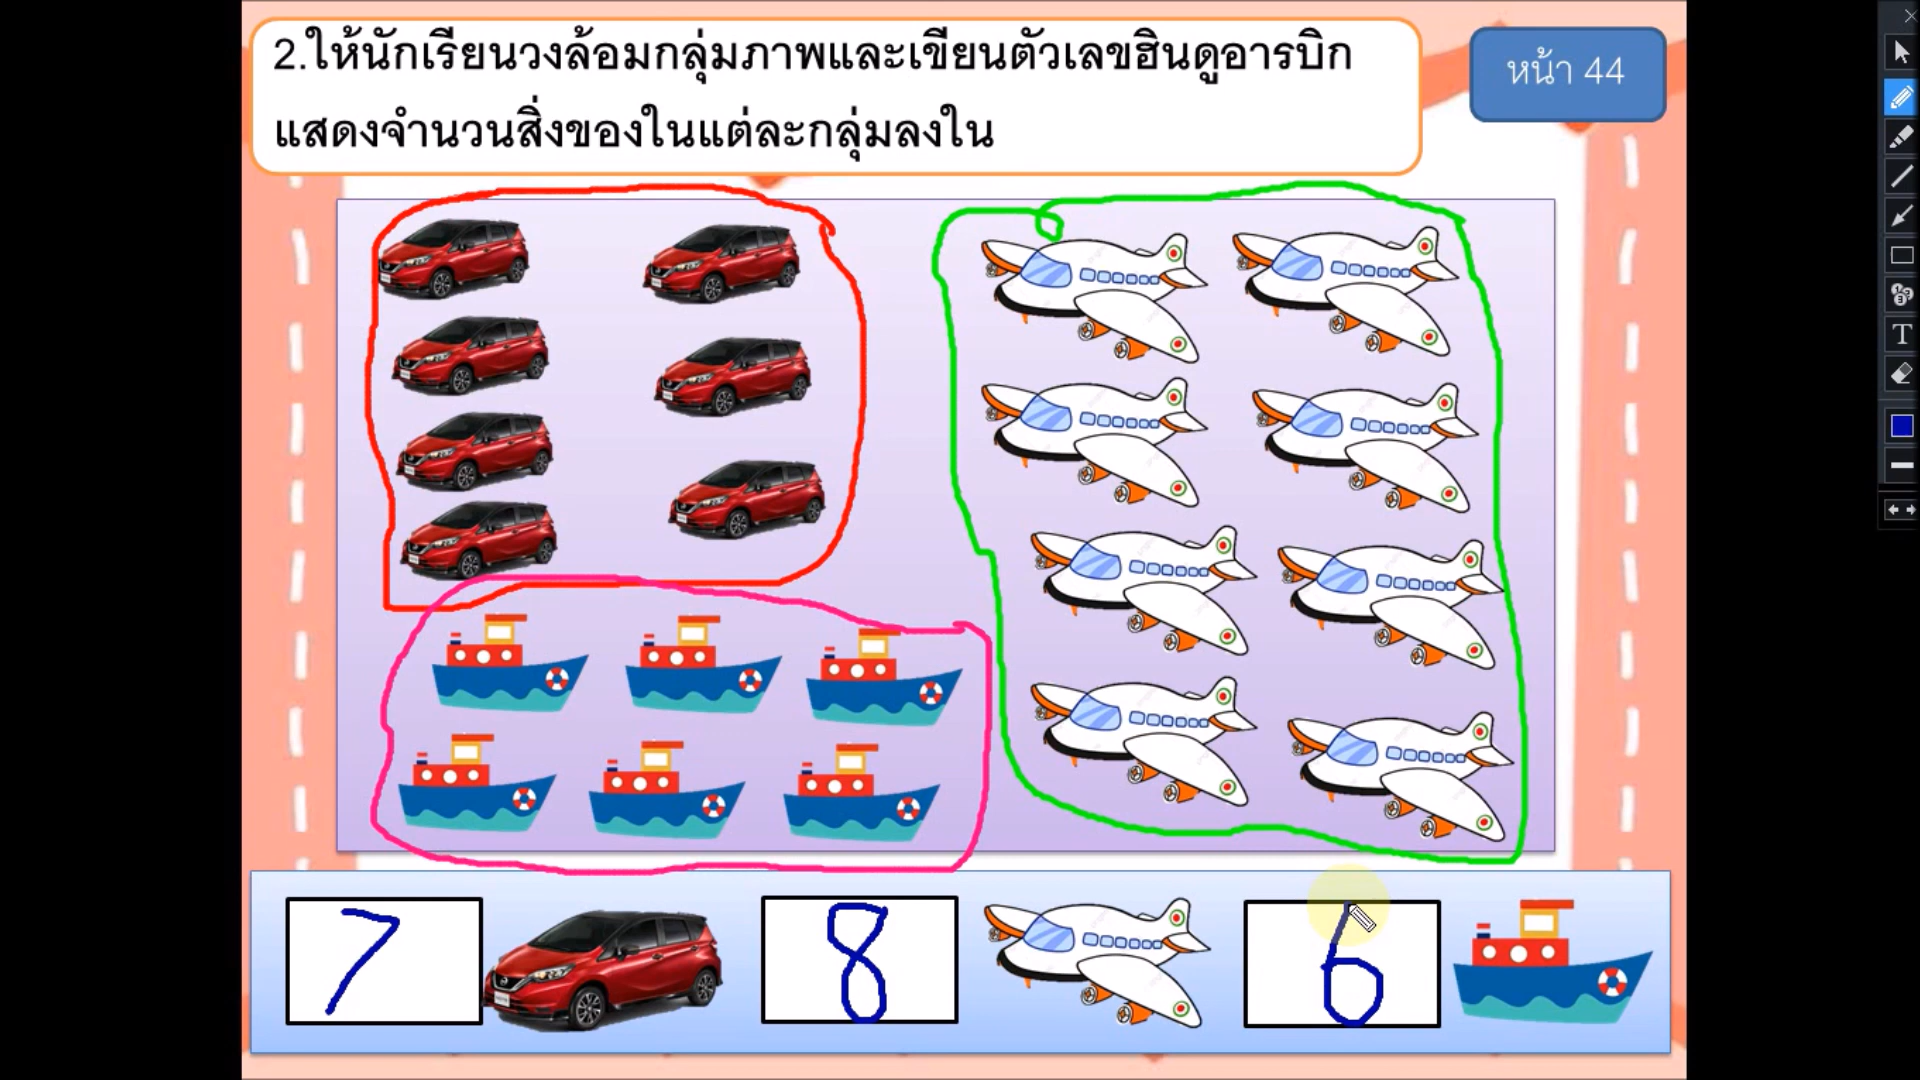 2.ให้นักเรียนวงล้อมกลุ่มภาพและเขียนตัวเลขฮินดูอารบิก
แสดงจำนวนสิ่งของในแต่ละกลุ่มลงใน
หน้า 44
7
8
6